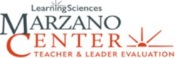 LearningSciences
MARZANO
CENTER
TEACHER & LEADER EVALUATION